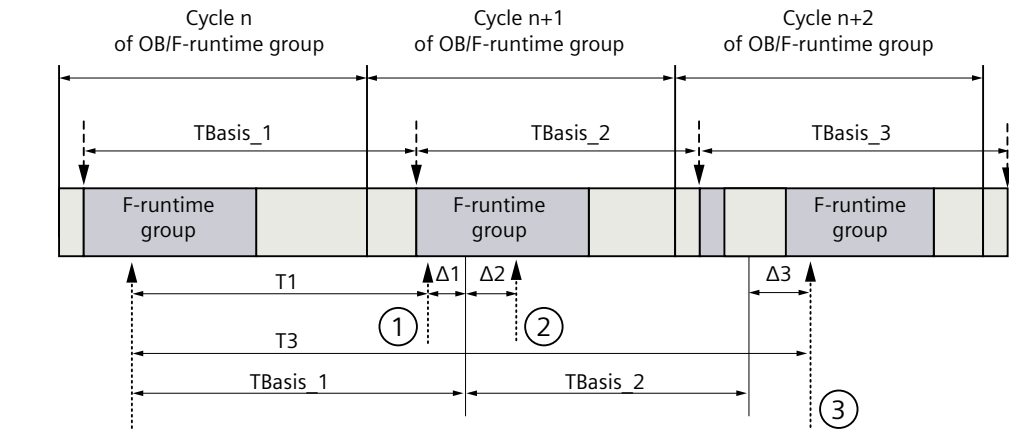 Cycle n
of OB/F-runtime group
Cycle n+1
of OB/F-runtime group
Cycle n+2
of OB/F-runtime group
TBasis_1
TBasis_2
TBasis_3
F-runtime
group
F-runtime
group
F-runtime
group
T1
Δ1
Δ2
Δ3
1
2
T3
TBasis_1
TBasis_2
3